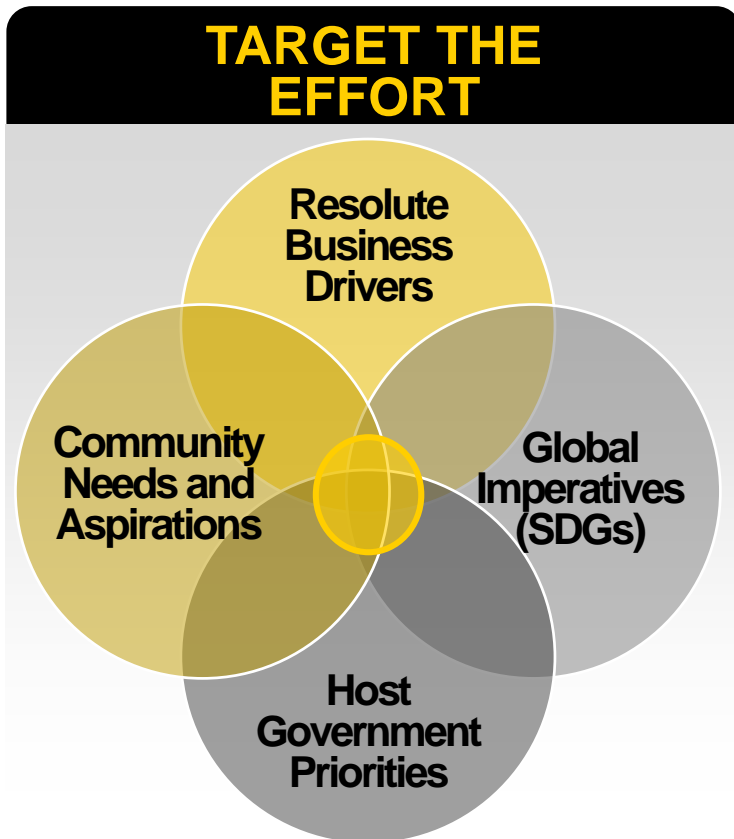 TARGET THE
EFFORT
Resolute
Business
Drivers
Community
Needs and
Aspirations
Global
Imperatives
(SDGs)
Host
Government
Priorities